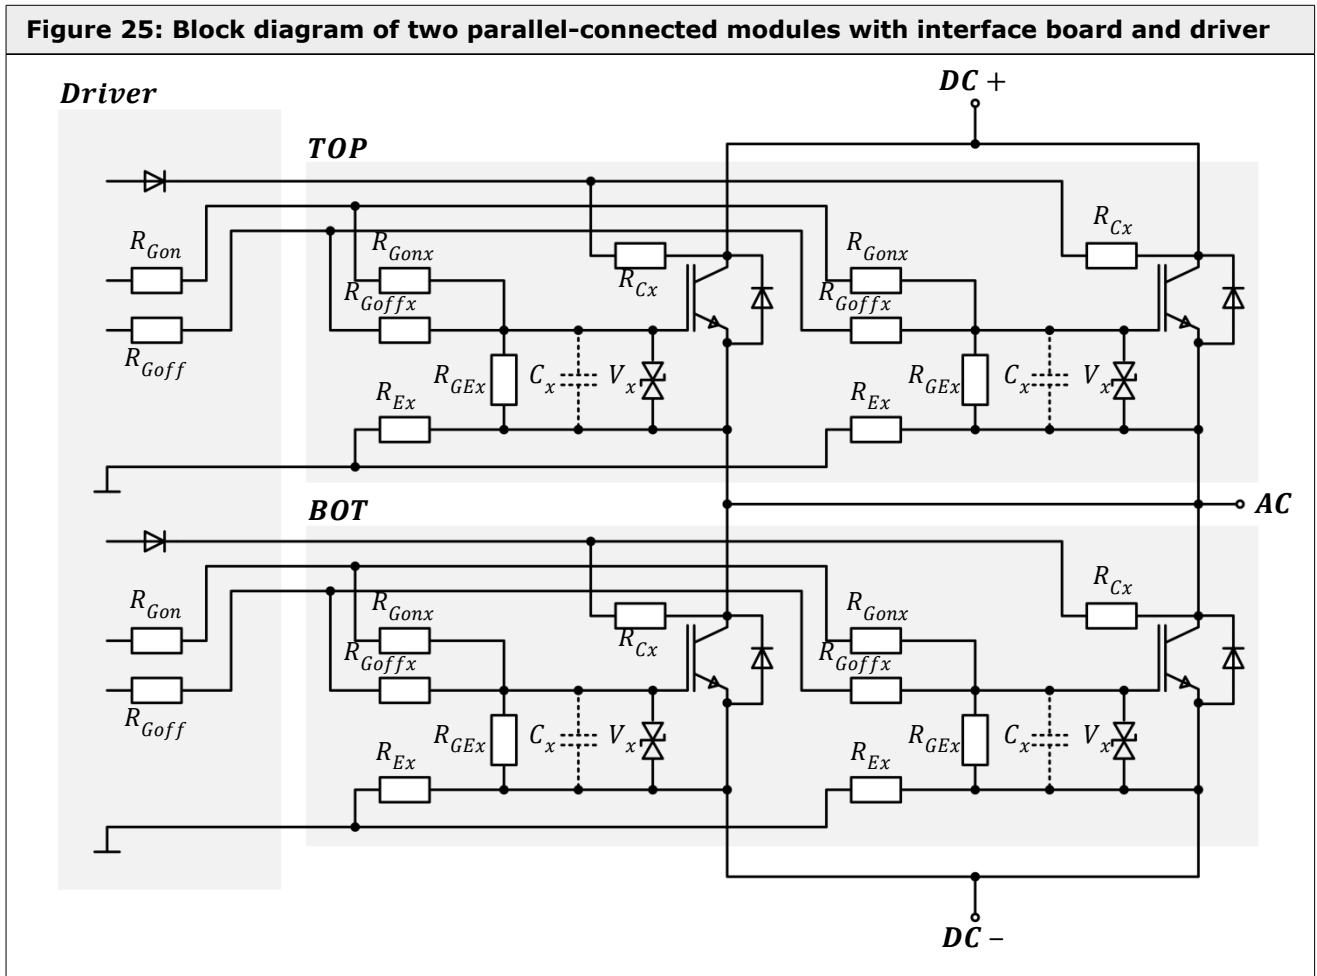 Figure 25: Block diagram of two parallel-connected modules with interface board and driver
DC +
Driver
TOP
R_Cx
R_Gon
R_Gonx
R_Gonx
R_Cx
R_Goffx
R_Goffx
R_Goff
R_GEx
C_x
V_x
R_GEx
C_x
V_x
R_Ex
R_Ex
AC
BOT
R_Cx
R_Gon
R_Gonx
R_Gonx
R_Cx
R_Goffx
R_Goffx
R_Goff
R_GEx
C_x
V_x
R_GEx
C_x
V_x
R_Ex
R_Ex
DC −